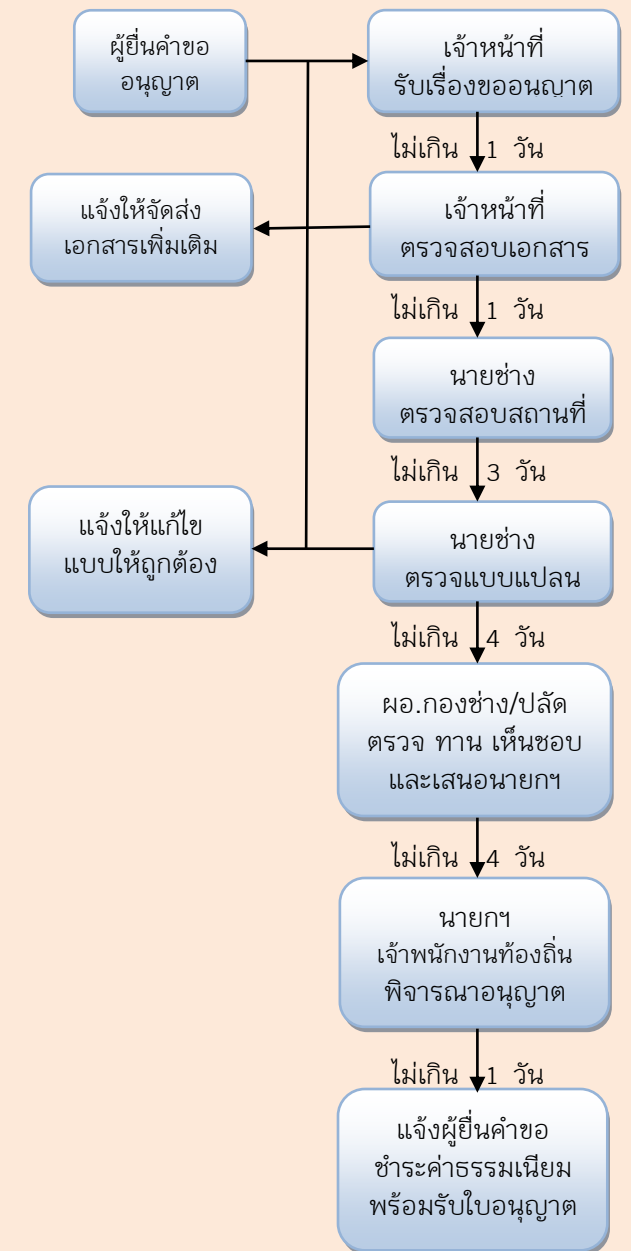 ผู้ยื่นคำขอ
อนุญาต
เจ้าหน้าที่
รับเรื่องขออนญาต
ไม่เกิน 1 วัน
แจ้งให้จัดส่ง
เอกสารเพิ่มเติม
เจ้าหน้าที่
ตรวจสอบเอกสาร
ไม่เกิน 1 วัน
นายช่าง
ตรวจสอบสถานที่
ไม่เกิน 3 วัน
แจ้งให้แก้ไข
แบบให้ถูกต้อง
นายช่าง
ตรวจแบบแปลน
ไม่เกิน 4 วัน
ผอ.กองช่าง/ปลัด
ตรวจ ทาน เห็นชอบ
และเสนอนายกฯ
ไม่เกิน 4 วัน
นายกฯ
เจ้าพนักงานท้องถิ่น
พิจารณาอนุญาต
ไม่เกิน 1 วัน
แจ้งผู้ยื่นคำขอ
ชำระค่าธรรมเนียม
พร้อมรับใบอนุญาต